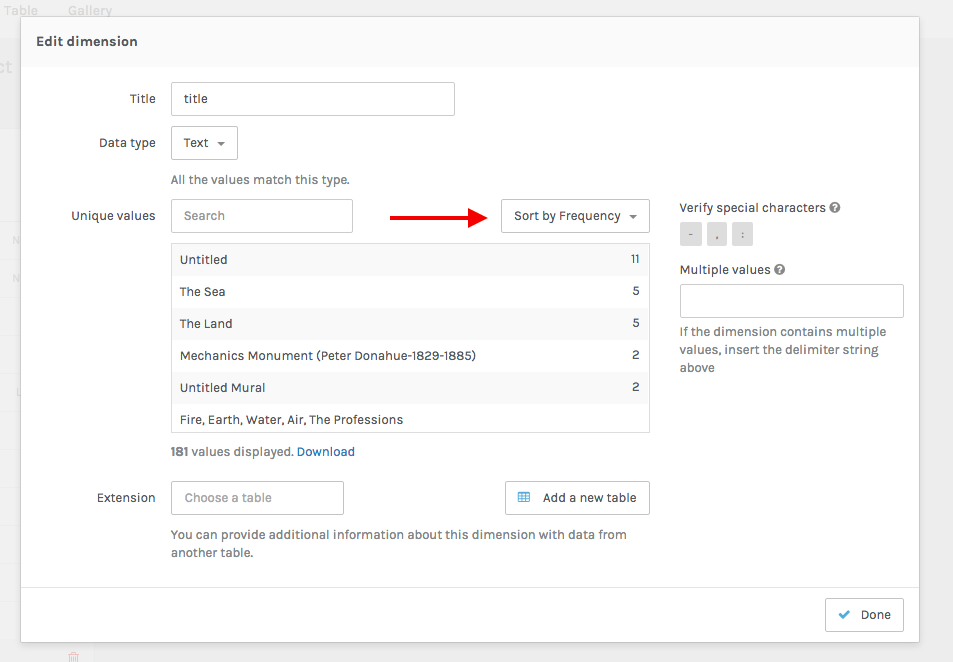 Table Gallery
Edit dimension
ct
Title title
Data type Text
All the values match this type.
Unique values Search Sort by Frequency
Untitled 11
The Sea 5
The Land 5
Mechanics Monument (Peter Donahue-1829-1885) 2
Untitled Mural 2
Fire, Earth, Water, Air, The Professions
181 values displayed. Download
Verify special characters ?
- , :
Multiple values ?
If the dimension contains multiple
values, insert the delimiter string
above
Extension Choose a table Add a new table
You can provide additional information about this dimension with data from
another table.
Done